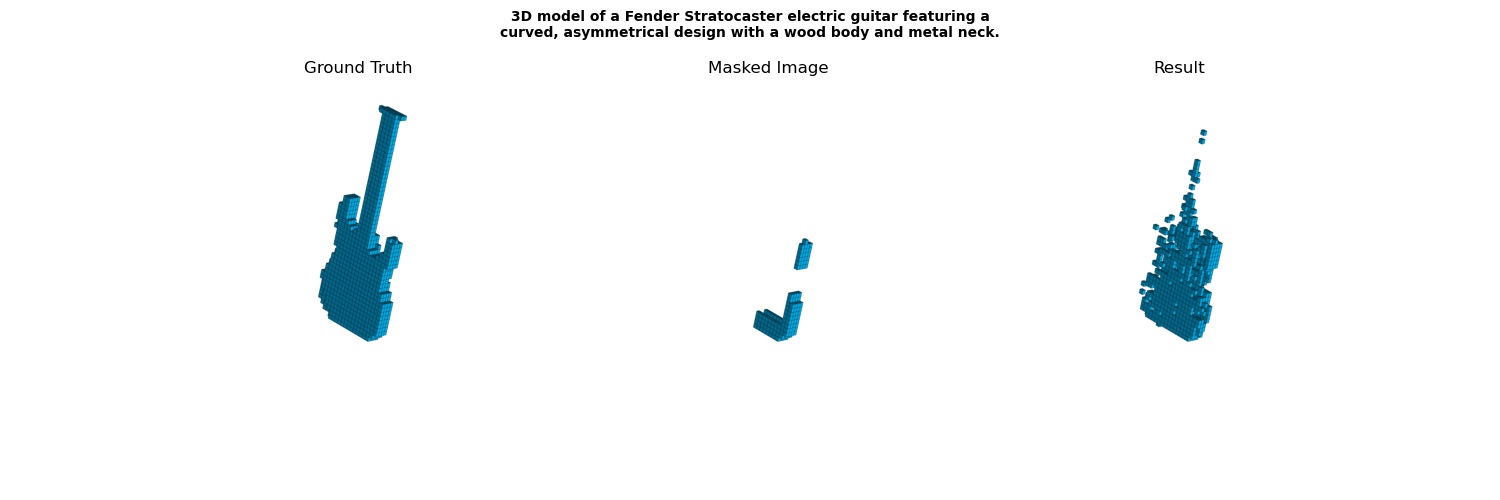 3D model of a Fender Stratocaster electric guitar featuring a
curved, asymmetrical design with a wood body and metal neck.
Ground Truth
Masked Image
Result